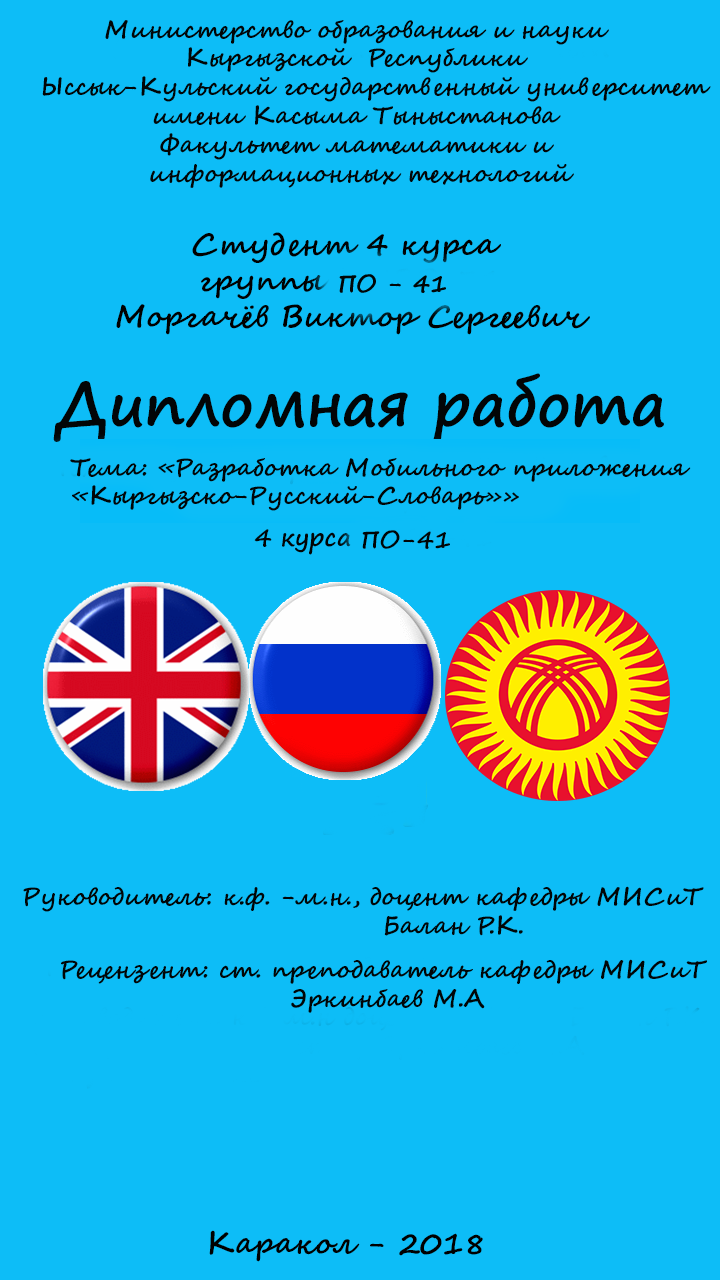 Министерство образования и науки
Кыргызской Республики
Ыссык-Кульский государственный университет
имени Касыма Тыныстанова
Факультет математики и
информационных технологий
Студент 4 курса
группы ПО - 41
Моргачёв Виктор Сергеевич
Дипломная работа
Тема: «Разработка Мобильного приложения
«Кыргызско-Русский-Словарь»»
4 курса ПО-41
Руководитель: к.ф. -м.н., доцент кафедры МИСиТ
Балан Р.К.
Рецензент: ст. преподаватель кафедры МИСиТ
Эркинбаев М.А
Каракол - 2018